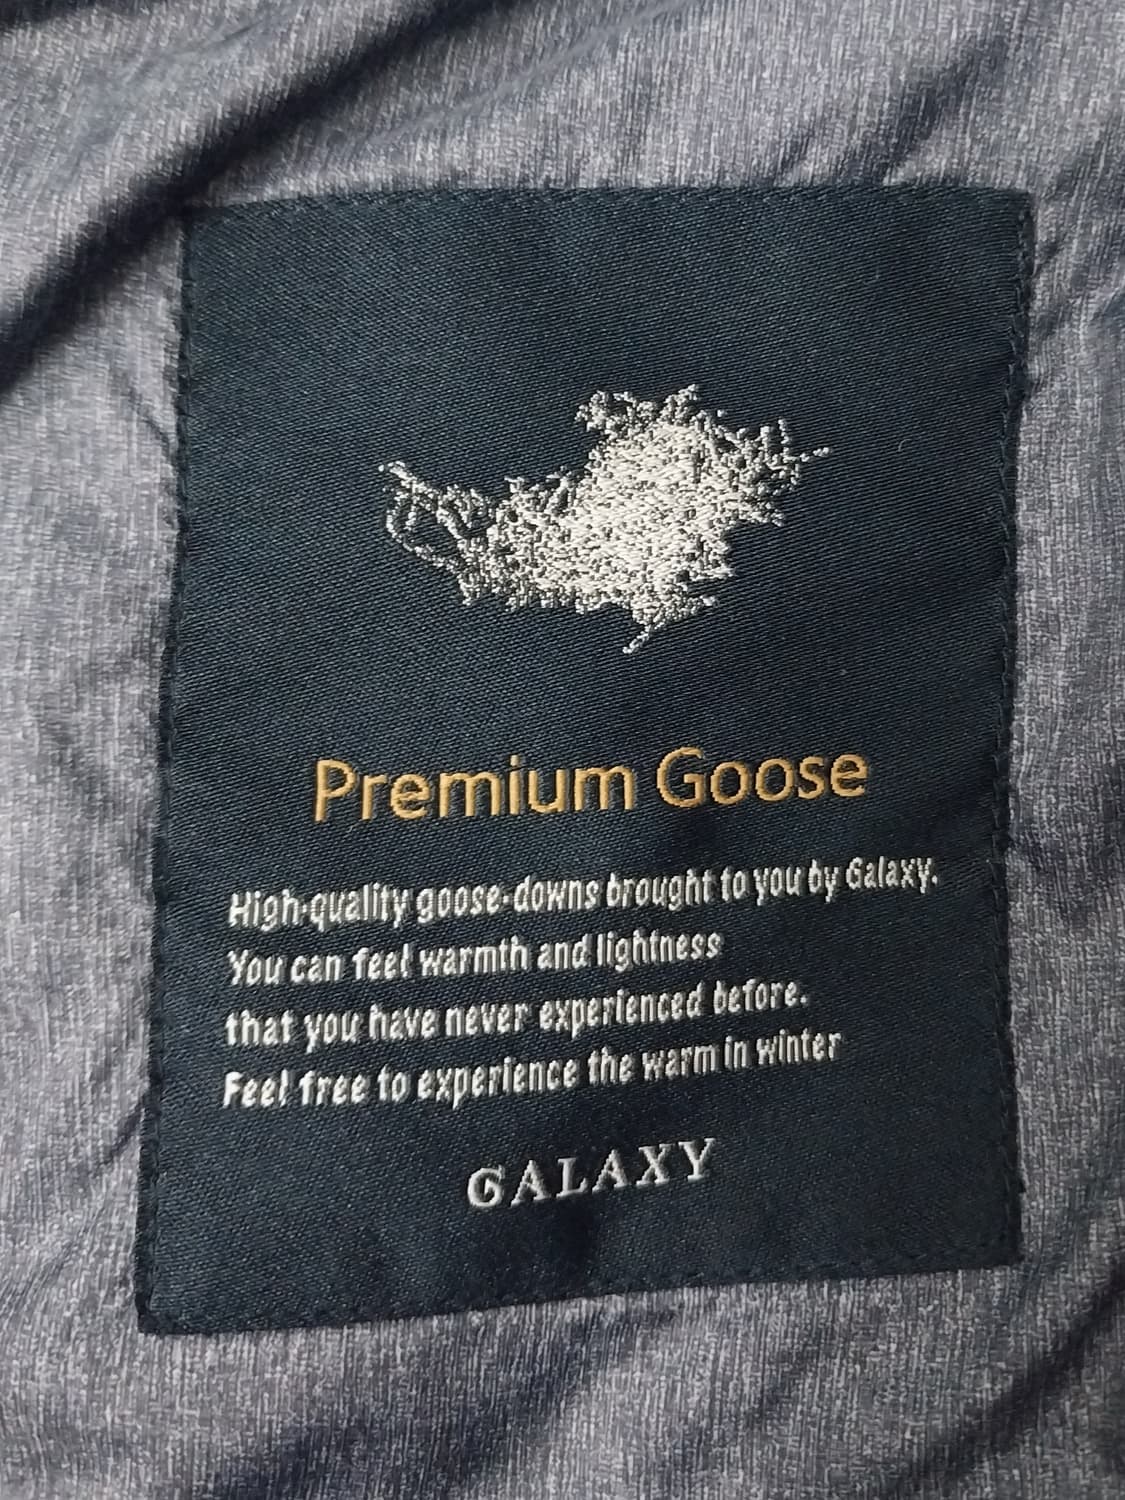 Premium Goose
High-quality goose-downs brought to you by Galaxy.
You can feel warmth and lightness
that you have never experienced before.
Feel free to experience the warm in winter
GALAXY